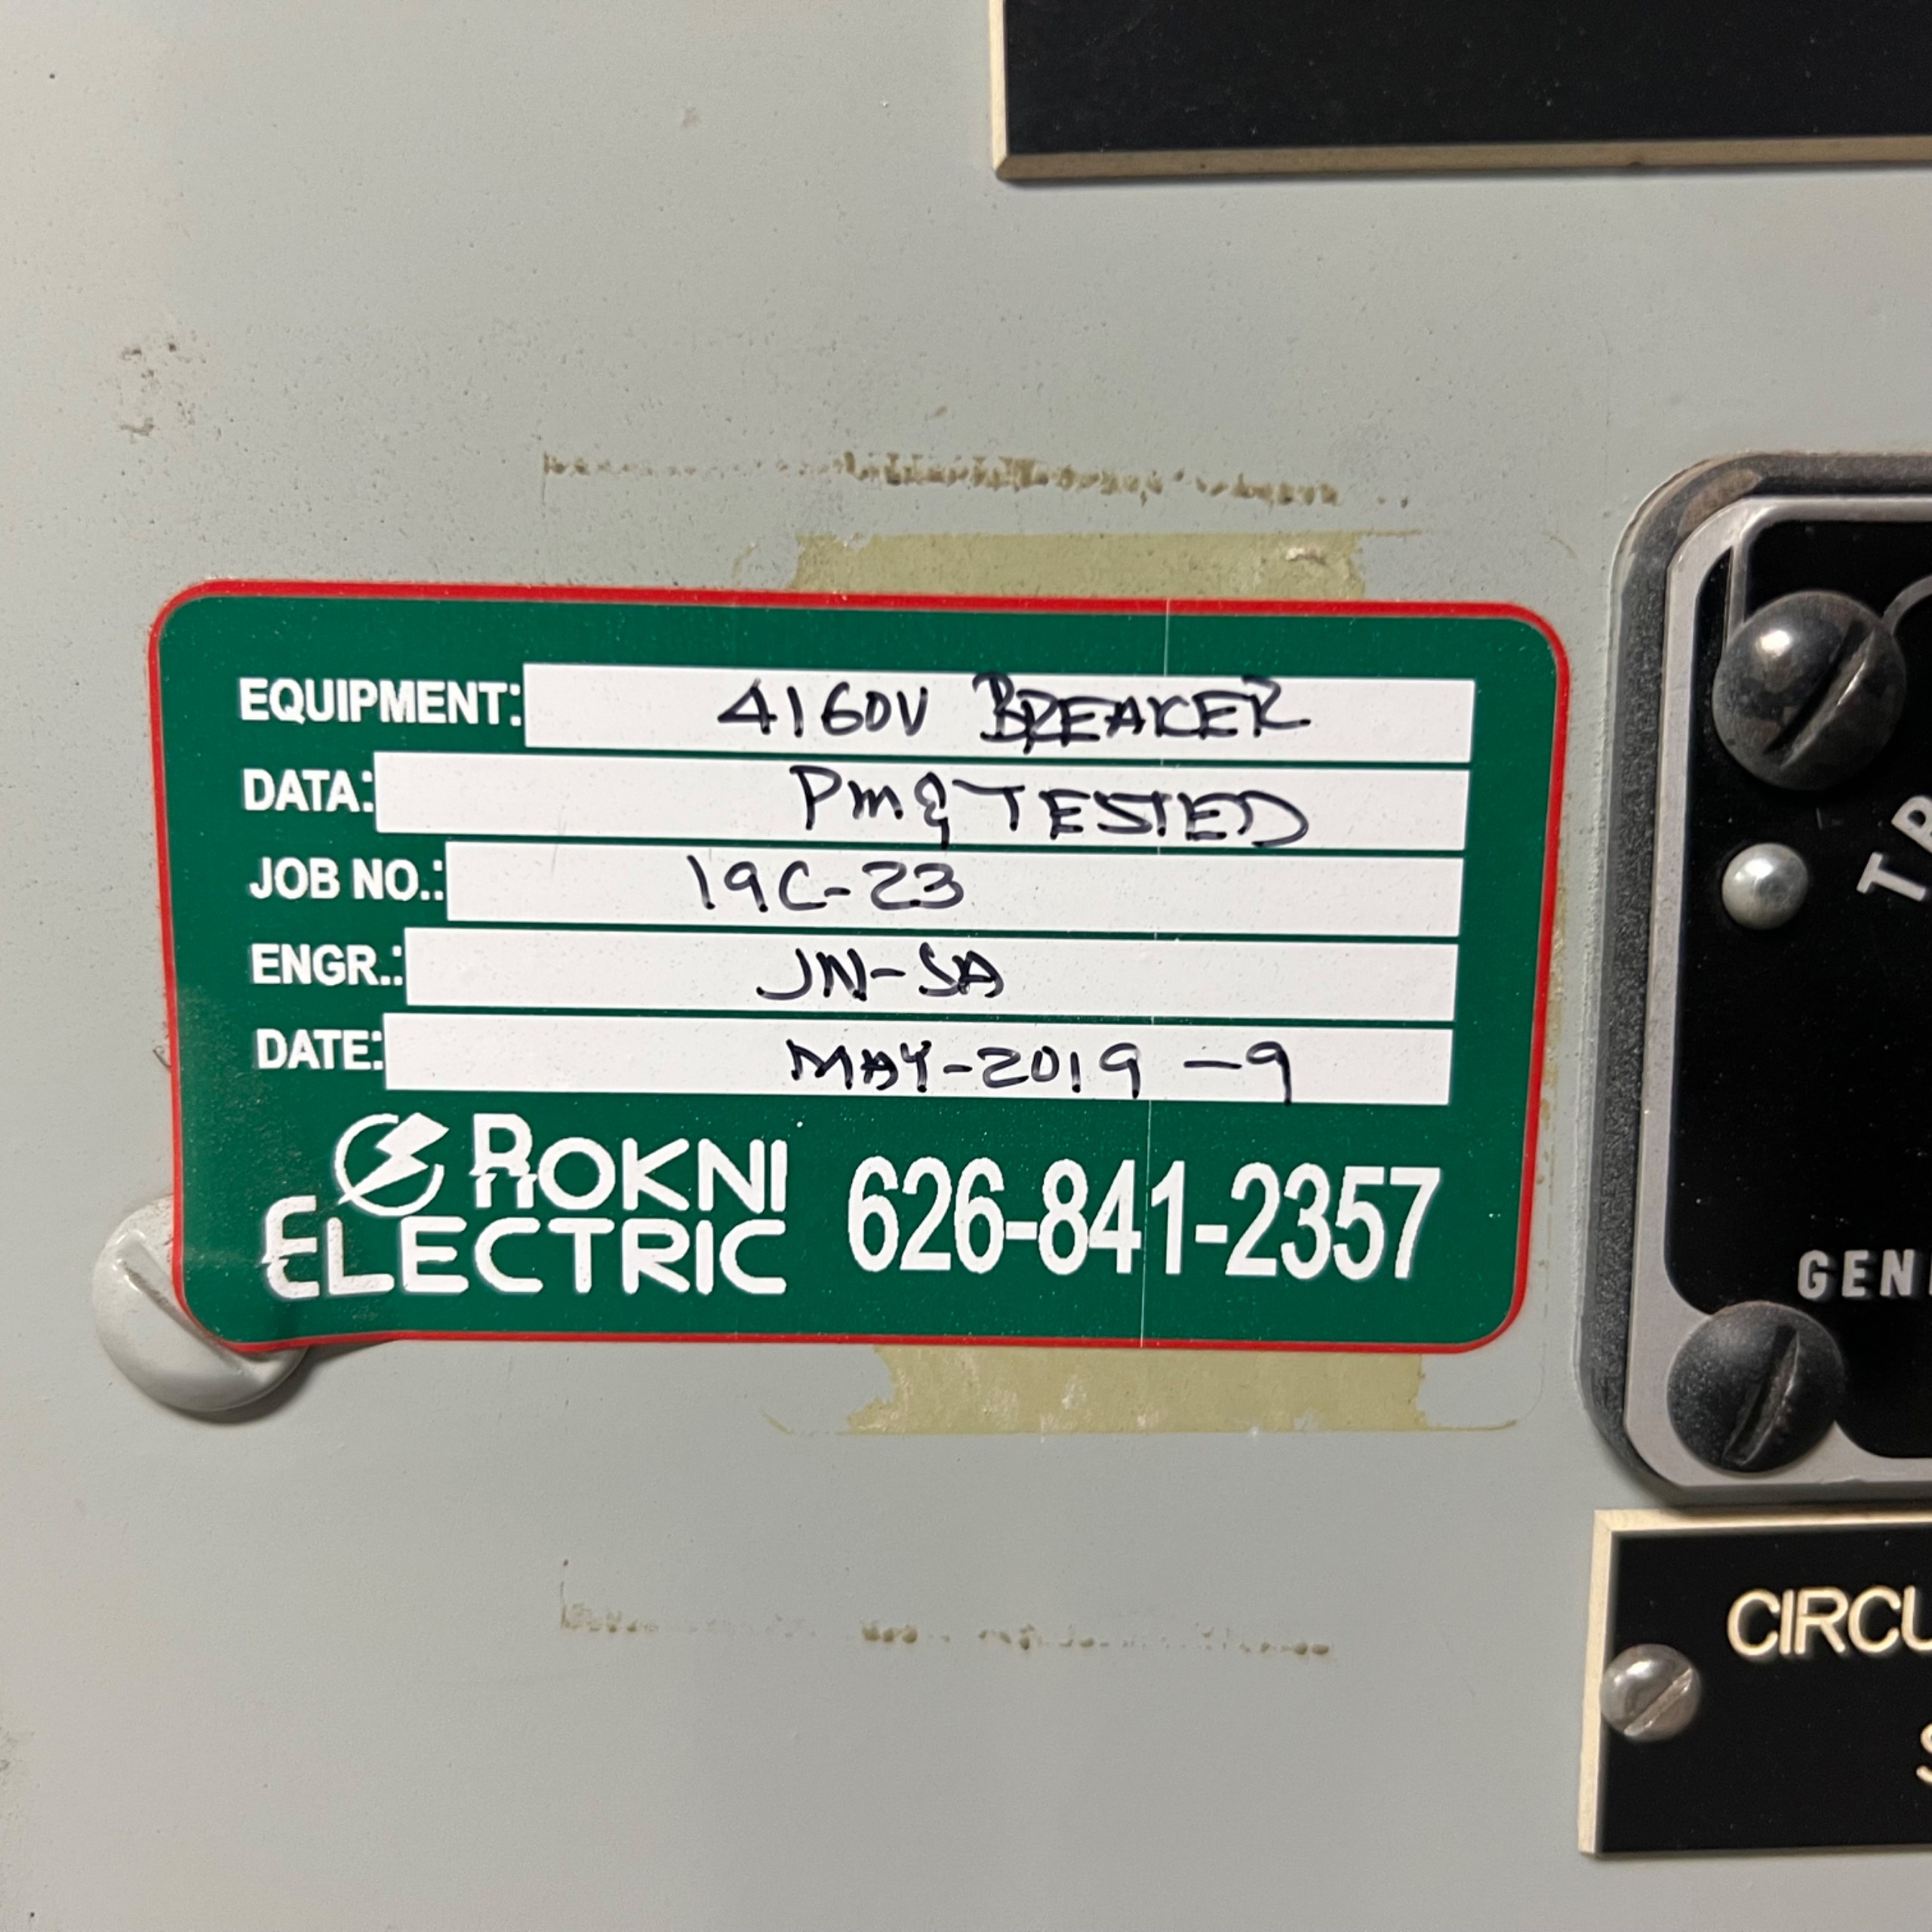 EQUIPMENT: 4160V BREAKER
DATA: PM & TESTED
JOB NO.: 19C-23
ENGR.: JN-SA
DATE: MAY-2019 -9
ROKNI
ELECTRIC 626-841-2357